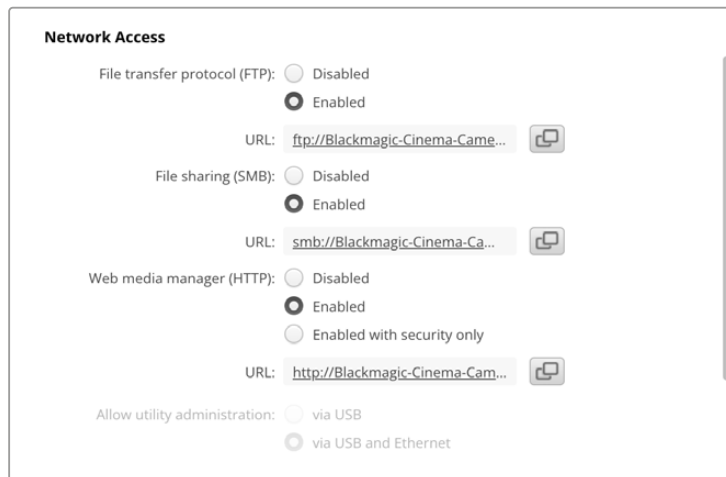 Network Access
File transfer protocol (FTP): Disabled
Enabled
URL: ftp://Blackmagic-Cinema-Came...
File sharing (SMB): Disabled
Enabled
URL: smb://Blackmagic-Cinema-Ca...
Web media manager (HTTP): Disabled
Enabled
Enabled with security only
URL: http://Blackmagic-Cinema-Cam...
Allow utility administration: via USB
via USB and Ethernet